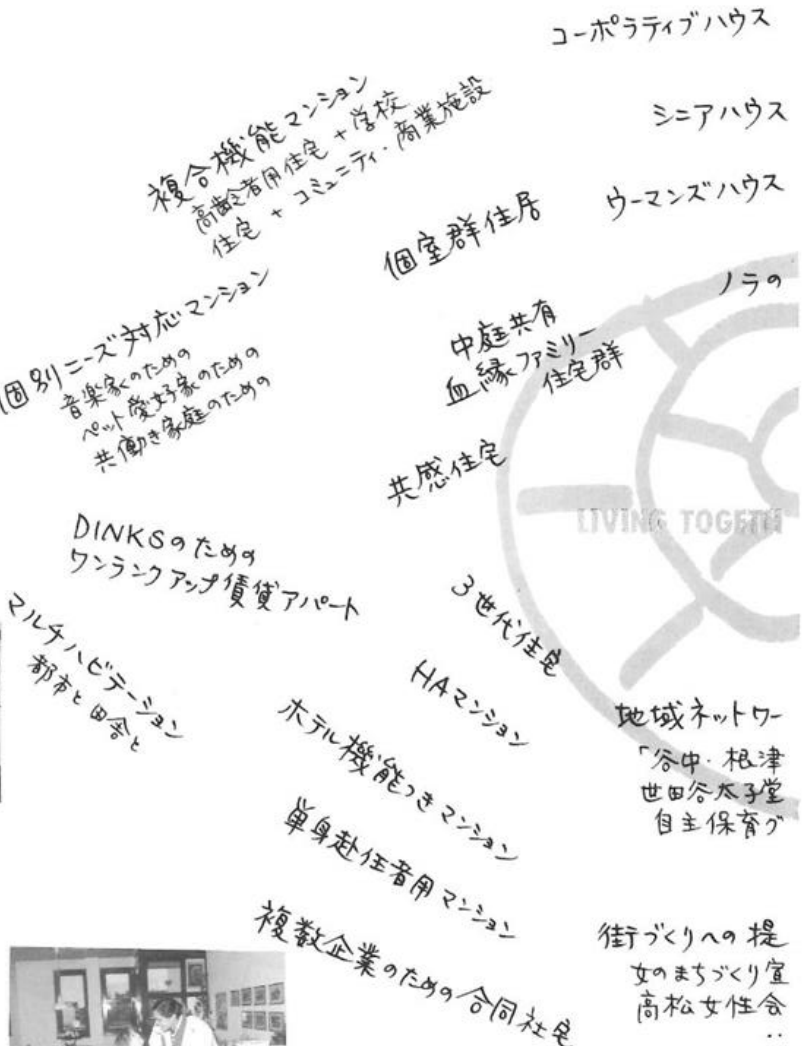 コーポラティブハウス
シニアハウス
ウーマンズハウス
ノラの
複合機能マンション
高齢者用住宅+学校
住宅+コミュニティ・商業施設
個室群住居
個別ニーズ対応マンション
音楽家のための
ペット愛好家のための
共働き家庭のための
中庭共有
血縁ファミリー
住宅群
共感住宅
LIVING TOGETH
DINKSのための
ワンランクアップ賃貸アパート
3世代住宅
マルチハビテーション
都市と田舎と
HAマンション
ホテル機能つきマンション
単身赴任者用マンション
複数企業のための合同社宅
地域ネットワー
「谷中・根津
世田谷太子堂
自主保育グ
街づくりへの提
女のまちづくり宣
高松女性会
‥